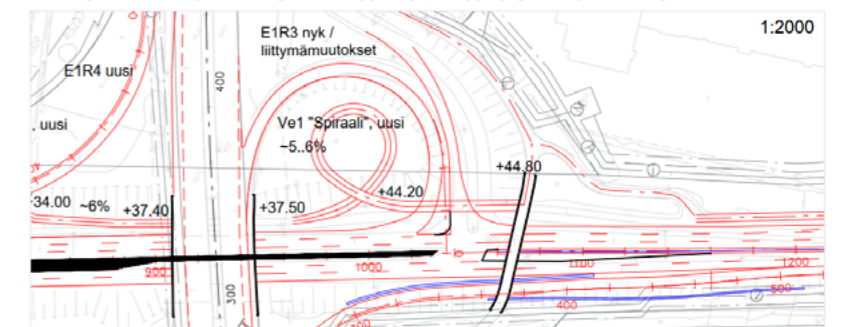 1:2000
E1R3 nyk /
liittymämuutokset
E1R4 uusi
400
, uusi
Ve1 "Spiraali", uusi
~5..6%
+44.80
+44.20
-34.00 ~6% +37.40
+37.50
900
1000
1100
1200
300
400
500